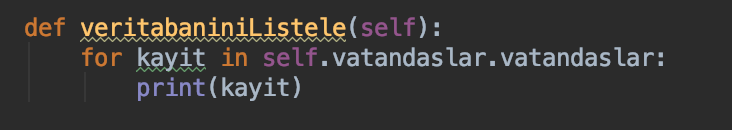 def veritabaniniListele(self):
for kayit in self.vatandaslar.vatandaslar:
print(kayit)